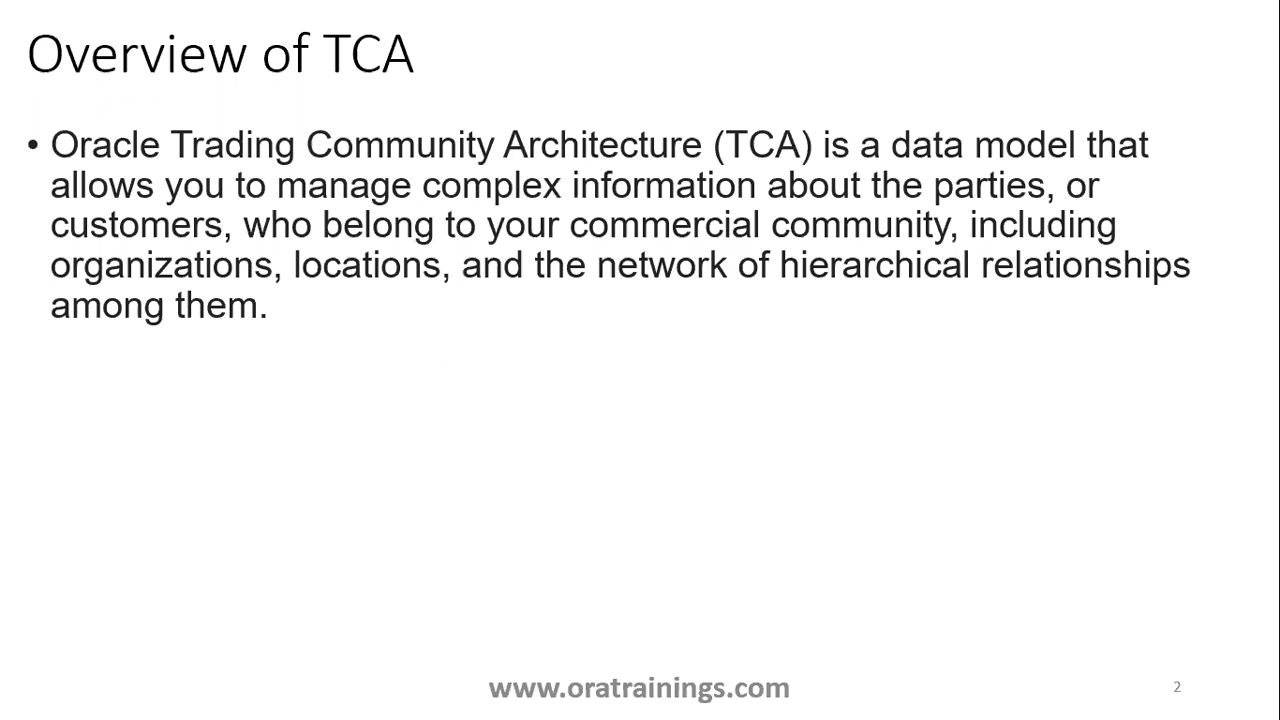 Overview of TCA
• Oracle Trading Community Architecture (TCA) is a data model that
allows you to manage complex information about the parties, or
customers, who belong to your commercial community, including
organizations, locations, and the network of hierarchical relationships
among them.
www.oratrainings.com
2